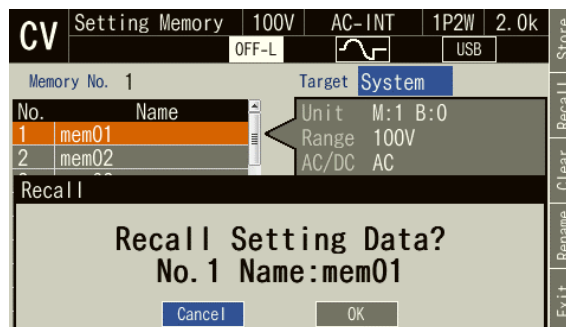 CV Setting Memory 100V AC-INT 1P2W 2.0k
OFF-L USB
Memory No. 1 Target System
No. Name
1 mem01
2 mem02
Unit M:1 B:0
Range 100V
AC/DC AC
Recall
Recall Setting Data?
No.1 Name:mem01
Cancel OK
Store
Recall
Clear
Rename
Exit